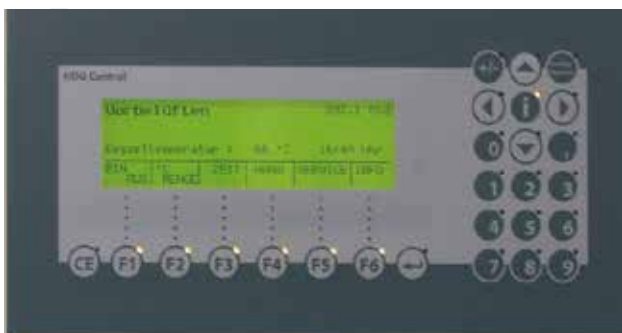 HDG Control
Vorbelüften
Kesseltemperatur : °C
EIN °C ZEIT HAND SERVICE INFO
AUS MENGE
+/-
i
0 ,
1 2 3
4 5 6
CE F1 F2 F3 F4 F5 F6 7 8 9